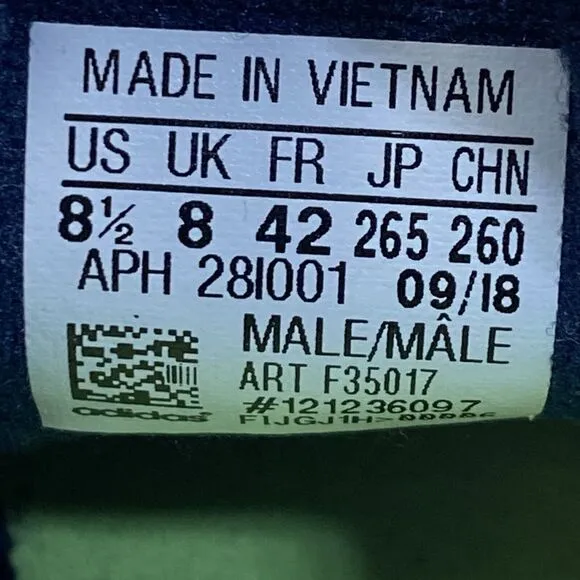 MADE IN VIETNAM
US UK FR JP CHN
8½ 8 42 265 260
APH 28I001 09/18
MALE/MÂLE
ART F35017
#121236097
adidas